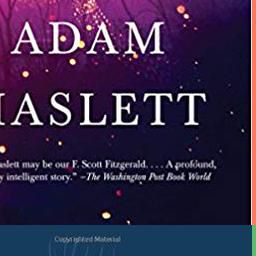 ADAM
HASLETT
aslett may be our F. Scott Fitzgerald. . . . A profound,
y intelligent story." –The Washington Post Book World
Copyrighted Material